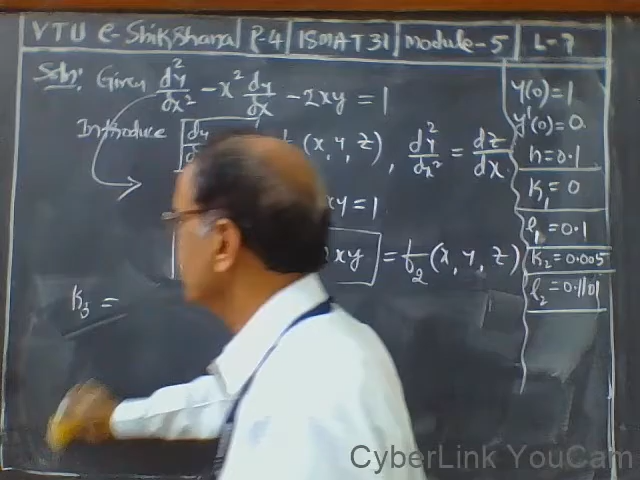 VTU e-Shikshana P-4 15MAT31 Module-5 L-7
Soln: Given d²y/dx² - x² dy/dx - 2xy = 1
y(0) = 1
y'(0) = 0.
h = 0.1
Introduce dy (x, y, z), d²y/dx² = dz/dx
K₁ = 0
xy = 1
l₁ = 0.1
xy = f₂(x, y, z)
K₂ = 0.005
K₃ =
l₂ = 0.1101
CyberLink YouCam